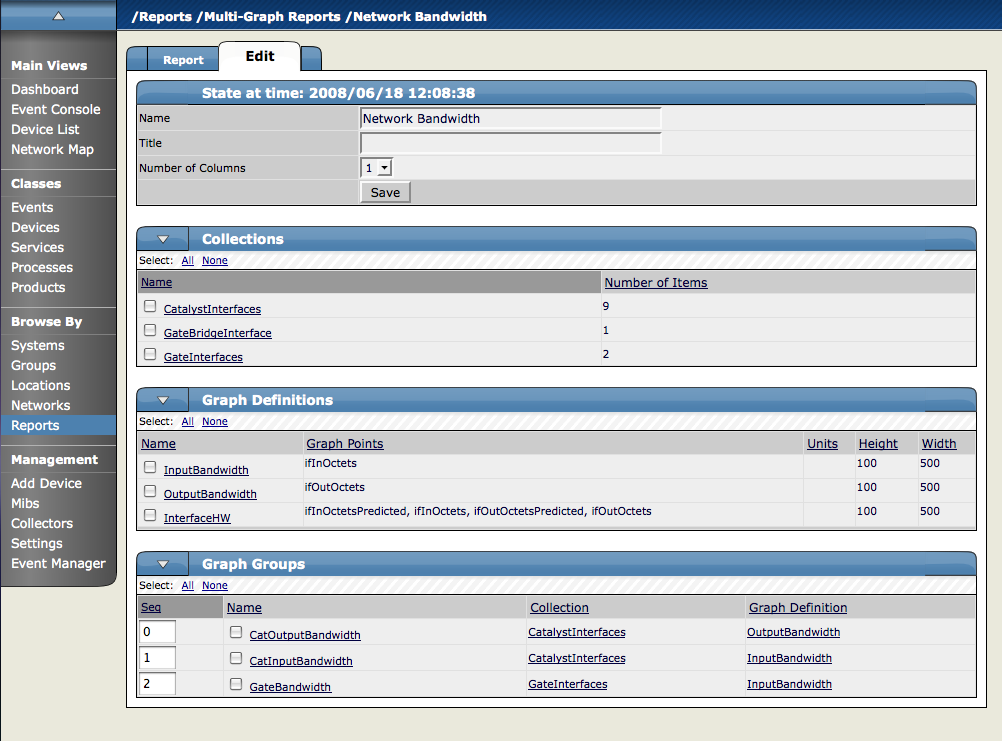 /Reports /Multi-Graph Reports /Network Bandwidth
Main Views
Dashboard
Event Console
Device List
Network Map
Classes
Events
Devices
Services
Processes
Products
Browse By
Systems
Groups
Locations
Networks
Reports
Management
Add Device
Mibs
Collectors
Settings
Event Manager
Report Edit
State at time: 2008/06/18 12:08:38
Name Network Bandwidth
Title
Number of Columns 1
Save
Collections
Select: All None
Name Number of Items
CatalystInterfaces 9
GateBridgeInterface 1
GateInterfaces 2
Graph Definitions
Select: All None
Name Graph Points Units Height Width
InputBandwidth ifInOctets 100 500
OutputBandwidth ifOutOctets 100 500
InterfaceHW ifInOctetsPredicted, ifInOctets, ifOutOctetsPredicted, ifOutOctets 100 500
Graph Groups
Select: All None
Seq Name Collection Graph Definition
0 CatOutputBandwidth CatalystInterfaces OutputBandwidth
1 CatInputBandwidth CatalystInterfaces InputBandwidth
2 GateBandwidth GateInterfaces InputBandwidth